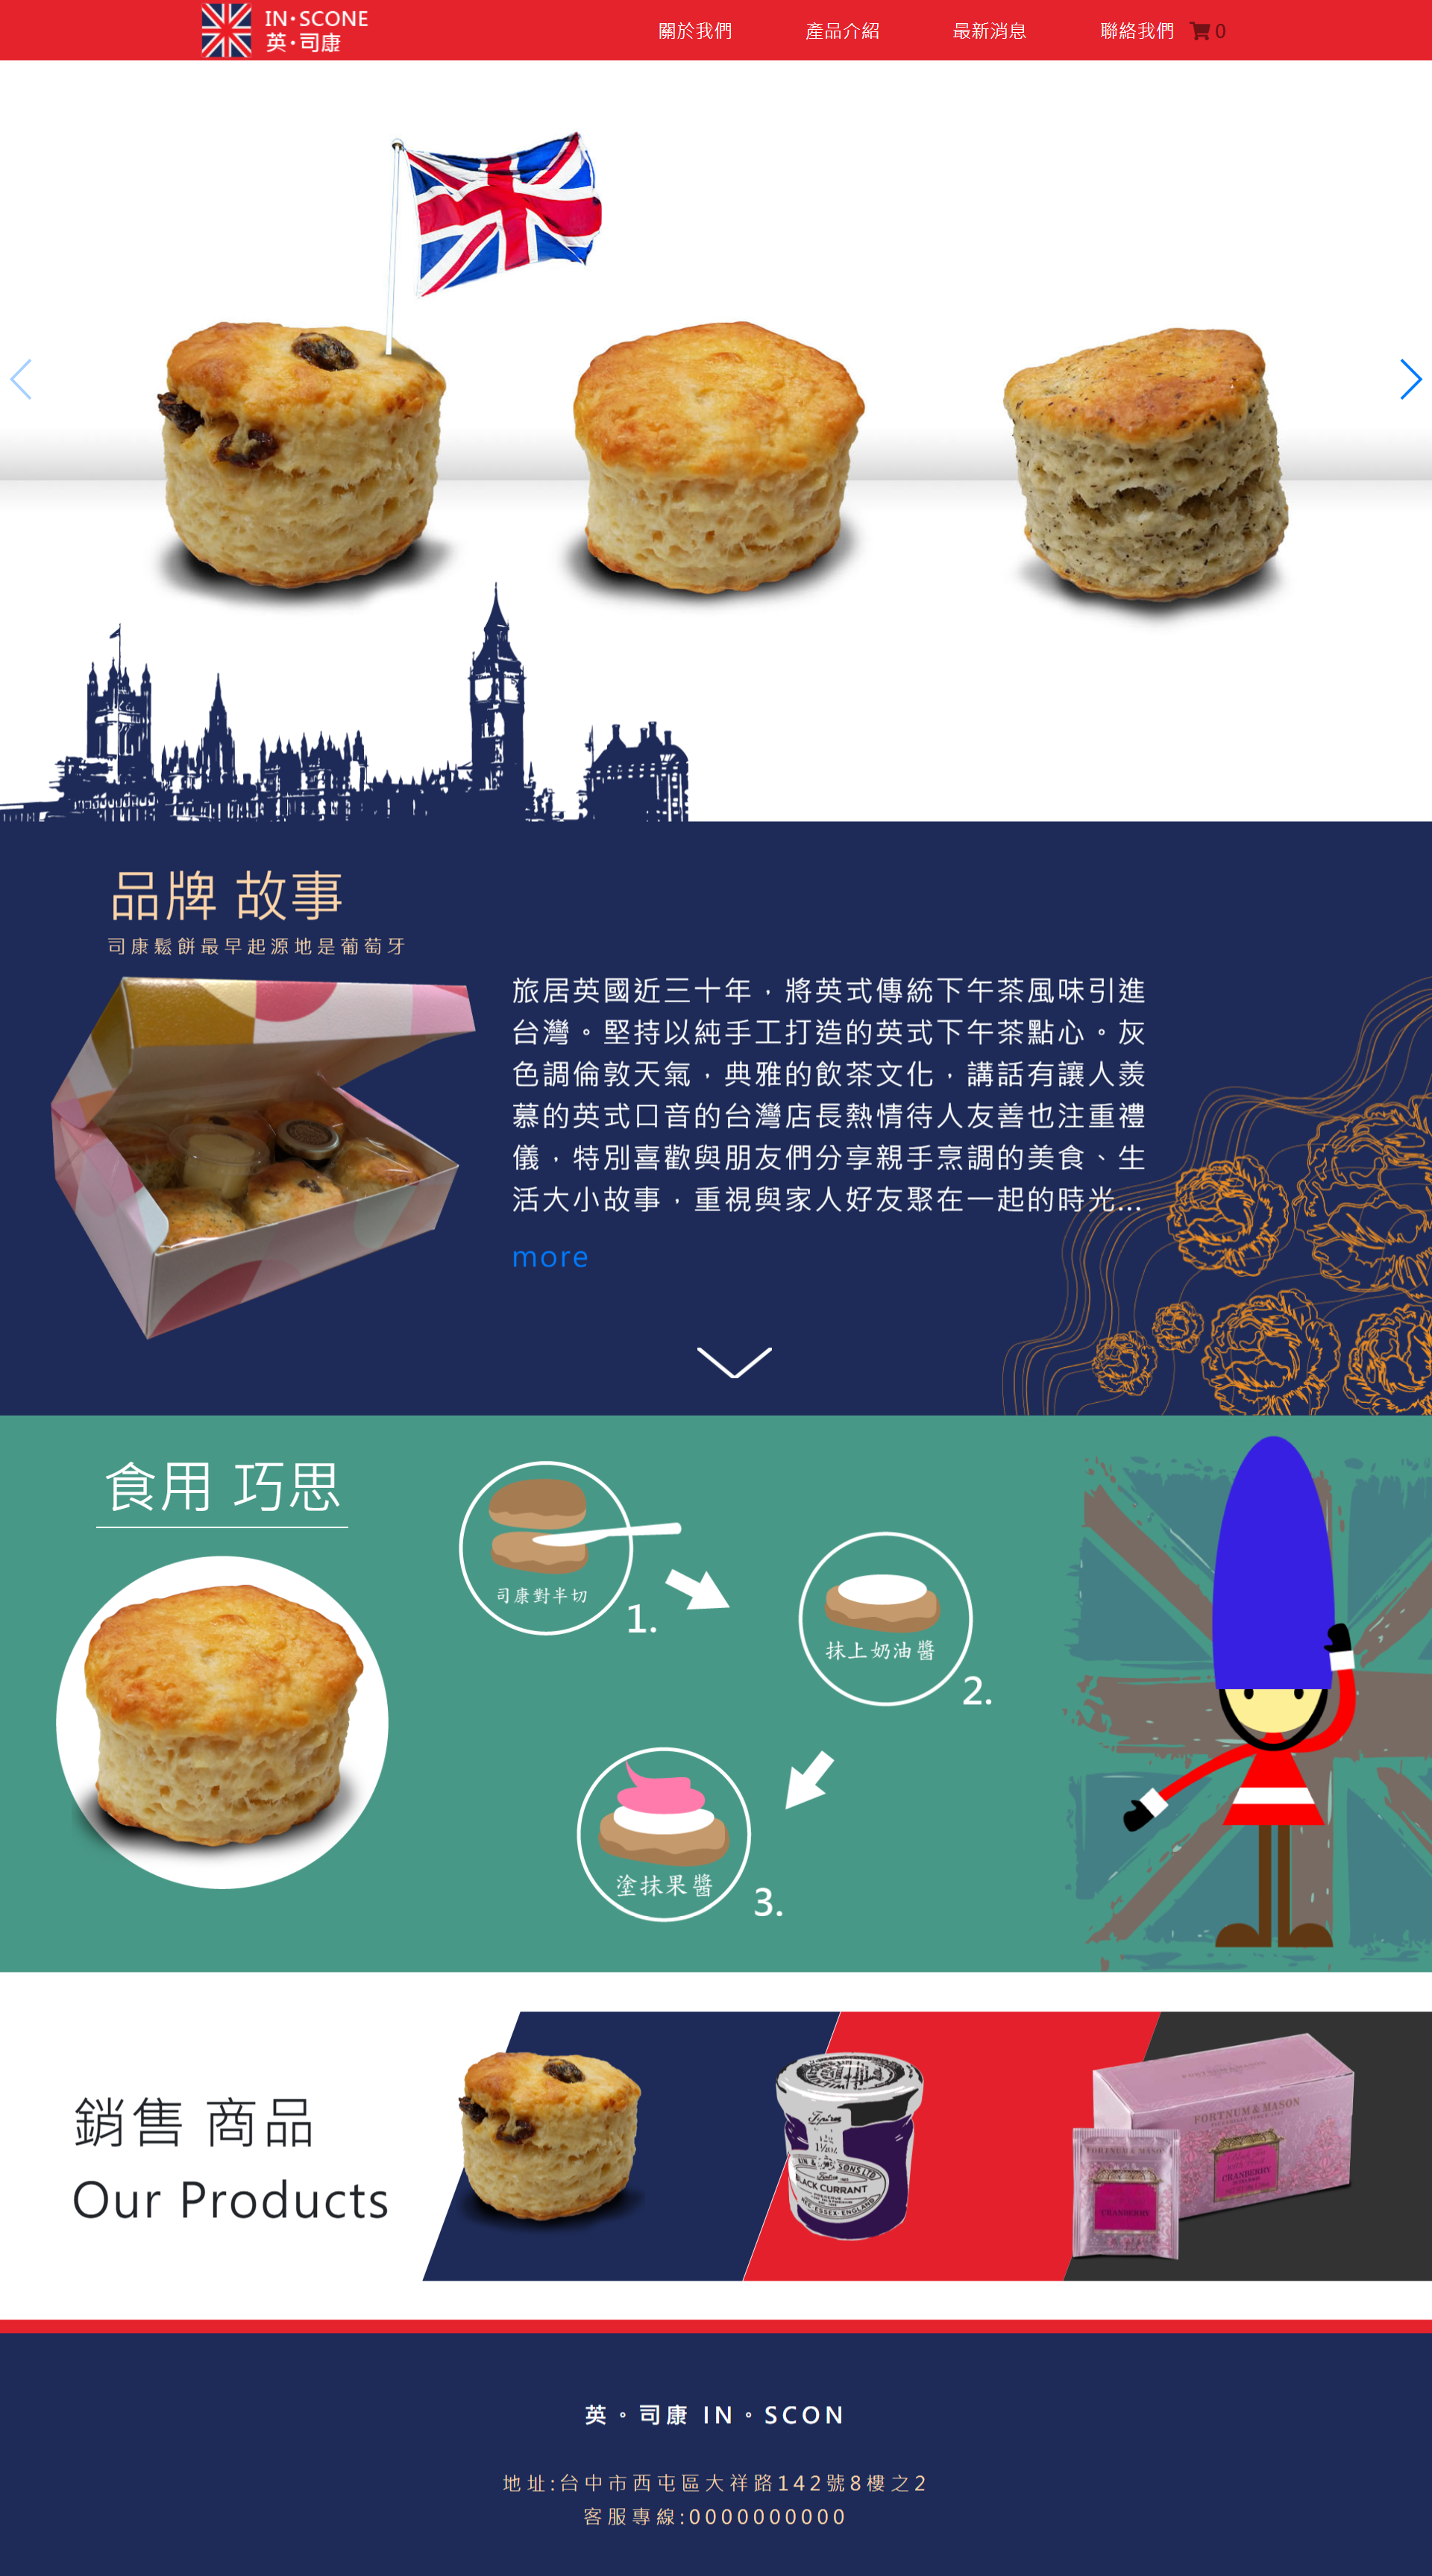 IN·SCONE
英·司康
關於我們
產品介紹
最新消息
聯絡我們
0
品牌 故事
司康鬆餅最早起源地是葡萄牙
旅居英國近三十年，將英式傳統下午茶風味引進
台灣。堅持以純手工打造的英式下午茶點心。灰
色調倫敦天氣，典雅的飲茶文化，講話有讓人羨
慕的英式口音的台灣店長熱情待人友善也注重禮
儀，特別喜歡與朋友們分享親手烹調的美食、生
活大小故事，重視與家人好友聚在一起的時光...
more
食用 巧思
司康對半切
1.
抹上奶油醬
2.
塗抹果醬
3.
銷售 商品
Our Products
BLACK CURRANT
FORTNUM & MASON
CRANBERRY
FORTNUM & MASON
CRANBERRY
英。司康 IN。SCON
地址:台中市西屯區大祥路142號8樓之2
客服專線:0000000000